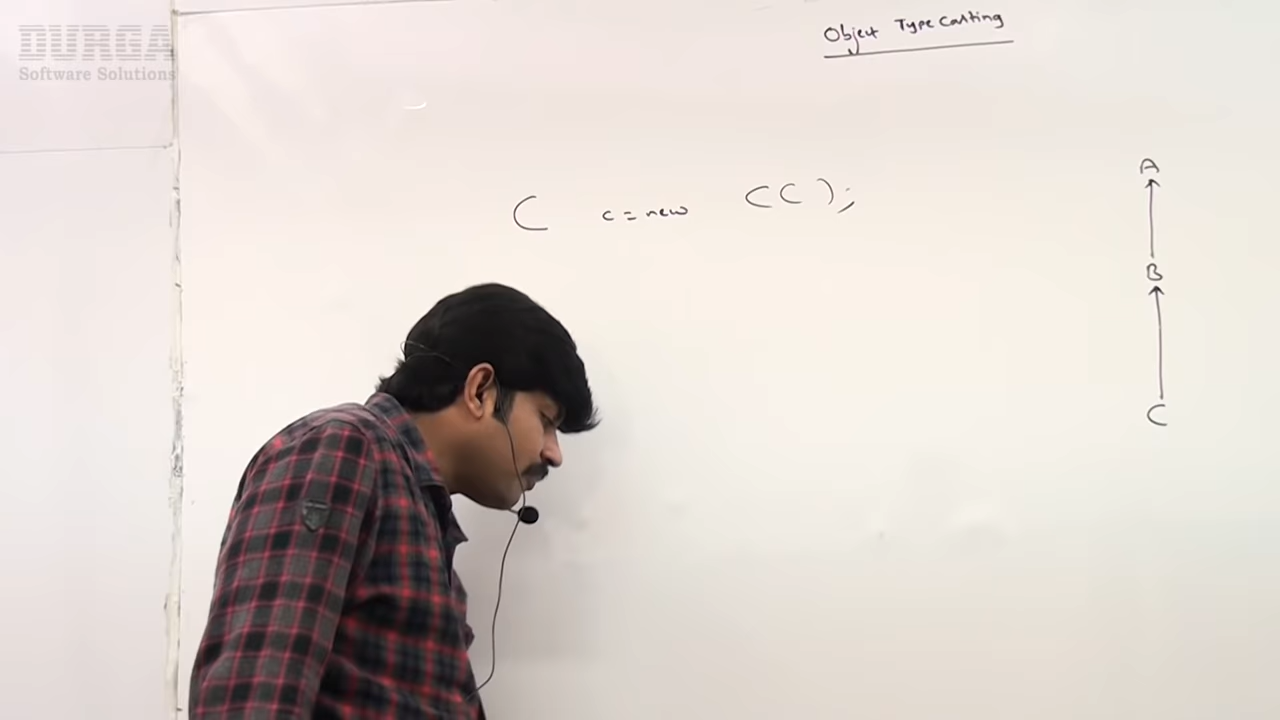 DURGA
Software Solutions
Object Type Casting
C c = new C();
A
B
C